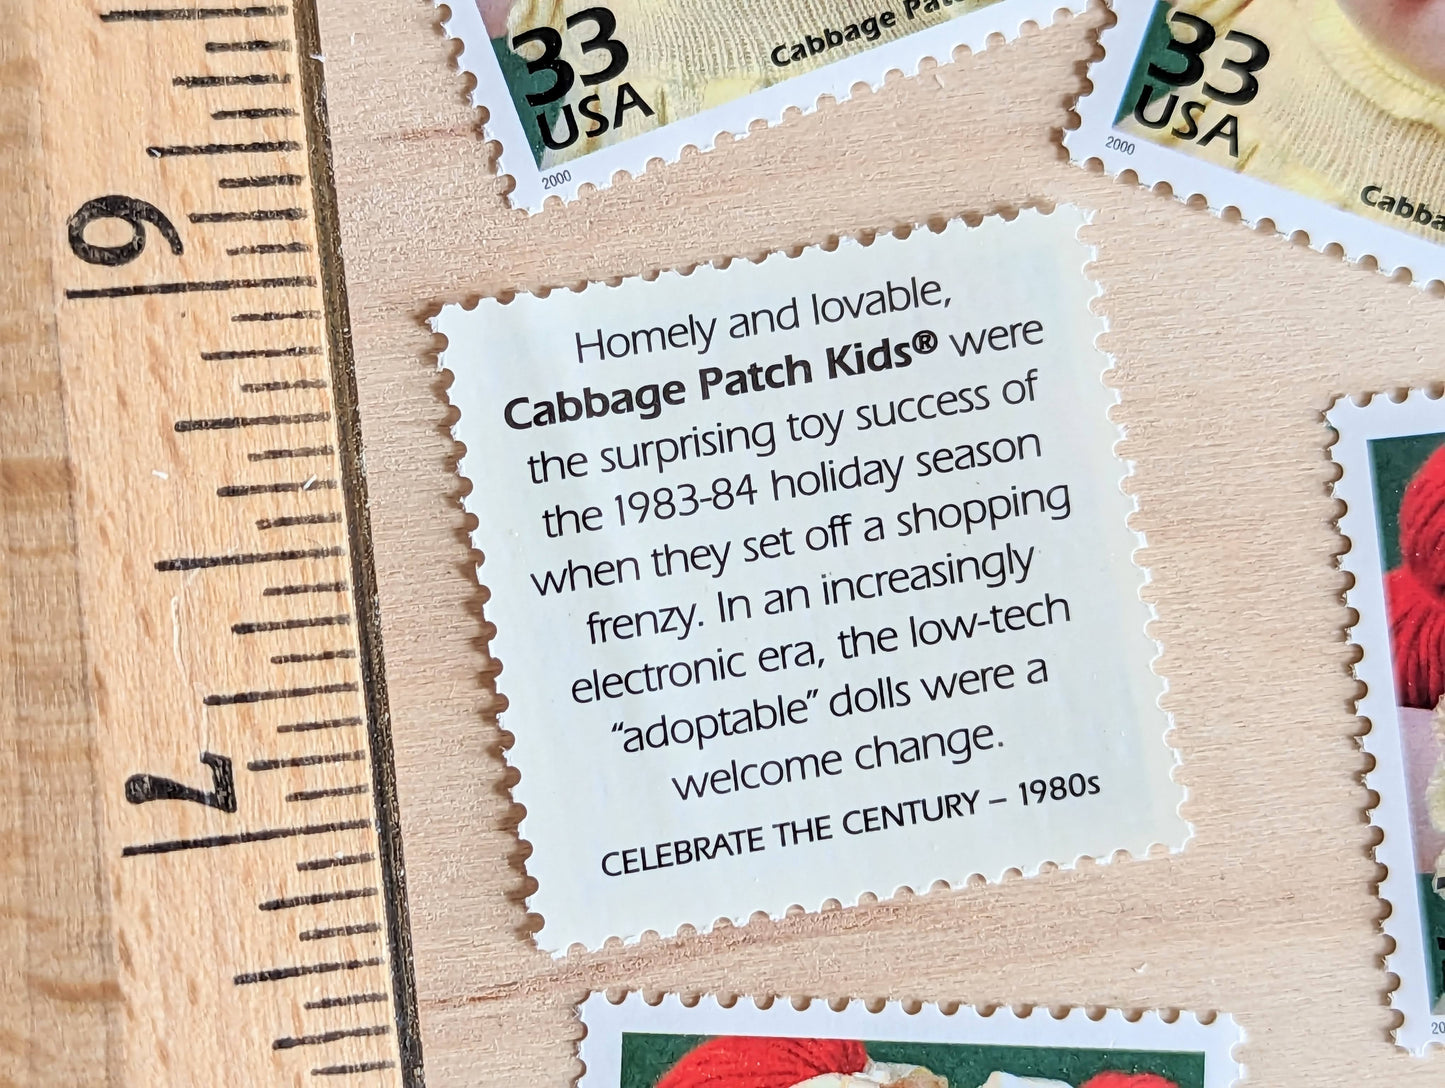 33
USA
2000
Cabbage
33
USA
2000
Homely and lovable,
Cabbage Patch Kids® were
the surprising toy success of
the 1983-84 holiday season
when they set off a shopping
frenzy. In an increasingly
electronic era, the low-tech
“adoptable” dolls were a
welcome change.
CELEBRATE THE CENTURY – 1980s
6
7